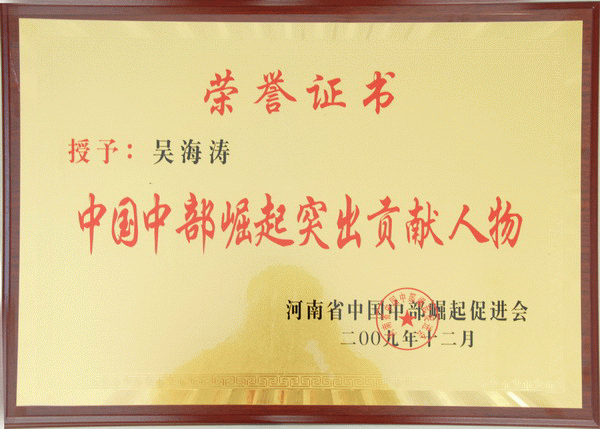 荣誉证书
授予：吴海涛
中国中部崛起突出贡献人物
河南省中国中部崛起促进会
二00九年十二月